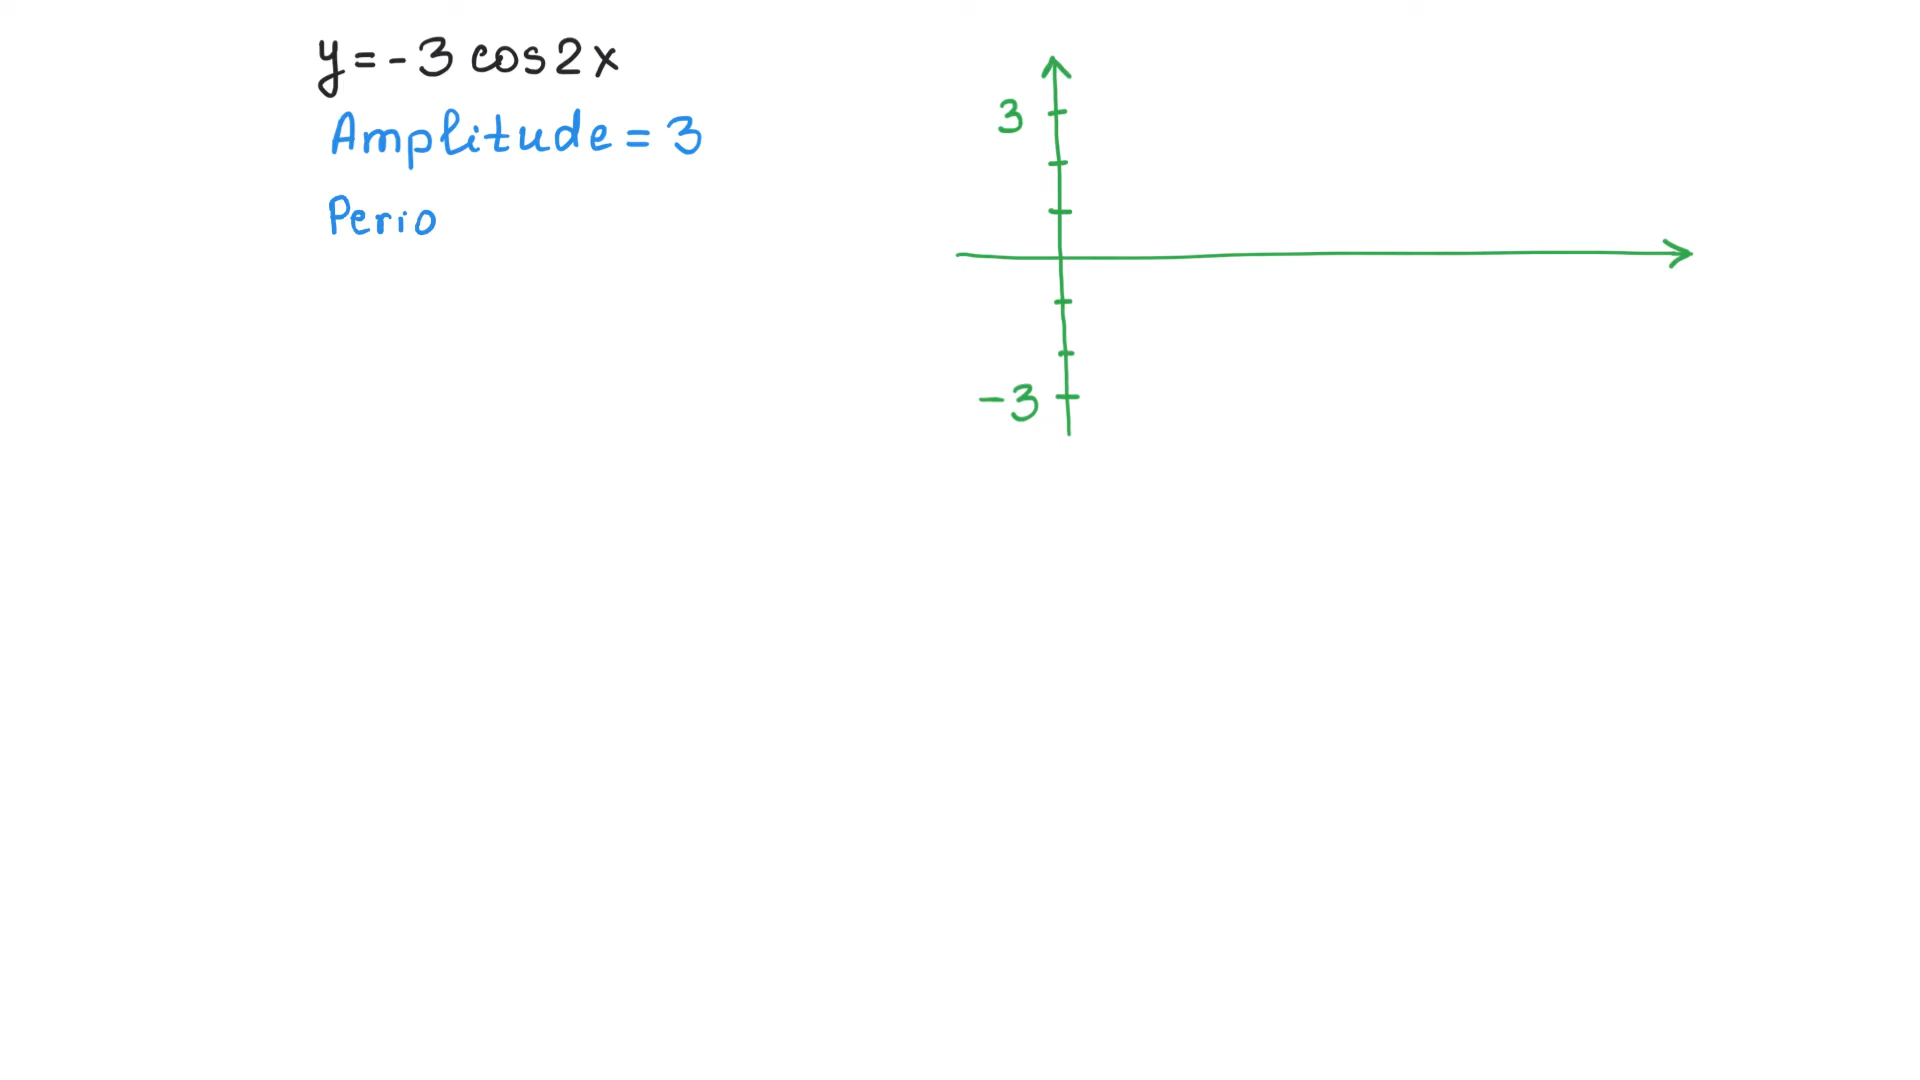 y = -3 cos 2x
Amplitude = 3
Perio
3
-3